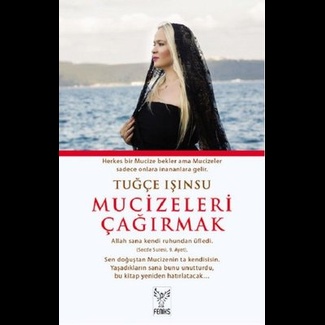 Herkes bir Mucize bekler ama Mucizeler
sadece onlara inananlara gelir.
TUĞÇE IŞINSU
MUCİZELERİ
ÇAĞIRMAK
Allah sana kendi ruhundan üfledi.
(Secde Suresi, 9. Ayet).
Sen doğuştan Mucizenin ta kendisisin.
Yaşadıkların sana bunu unutturdu,
bu kitap yeniden hatırlatacak...
FENİKS